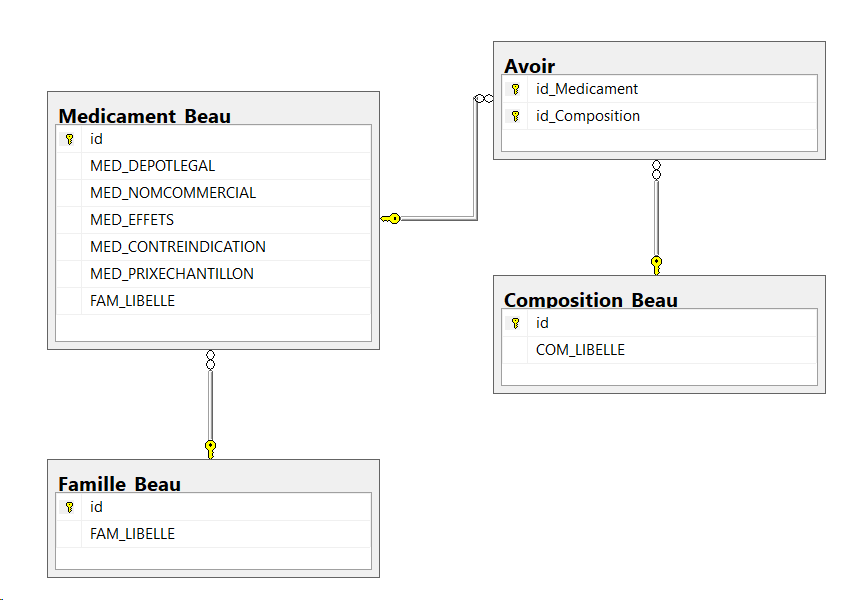 Medicament_Beau
id
MED_DEPOTLEGAL
MED_NOMCOMMERCIAL
MED_EFFETS
MED_CONTREINDICATION
MED_PRIXECHANTILLON
FAM_LIBELLE
Avoir
id_Medicament
id_Composition
Composition_Beau
id
COM_LIBELLE
Famille_Beau
id
FAM_LIBELLE